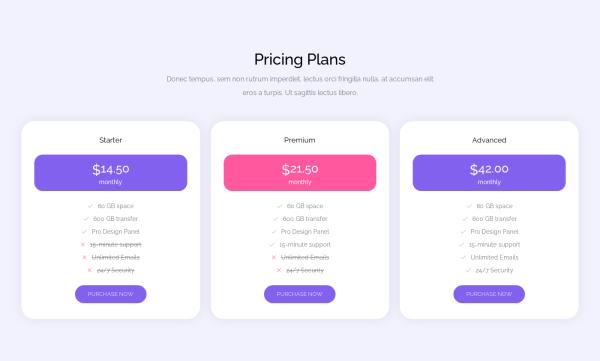 Pricing Plans
Donec tempus, sem non rutrum imperdiet, lectus orci fringilla nulla, at accumsan elit
eros a turpis. Ut sagittis lectus libero.
Starter
$14.50
monthly
60 GB space
600 GB transfer
Pro Design Panel
15-minute support
Unlimited Emails
24/7 Security
PURCHASE NOW
Premium
$21.50
monthly
60 GB space
600 GB transfer
Pro Design Panel
15-minute support
Unlimited Emails
24/7 Security
PURCHASE NOW
Advanced
$42.00
monthly
60 GB space
600 GB transfer
Pro Design Panel
15-minute support
Unlimited Emails
24/7 Security
PURCHASE NOW